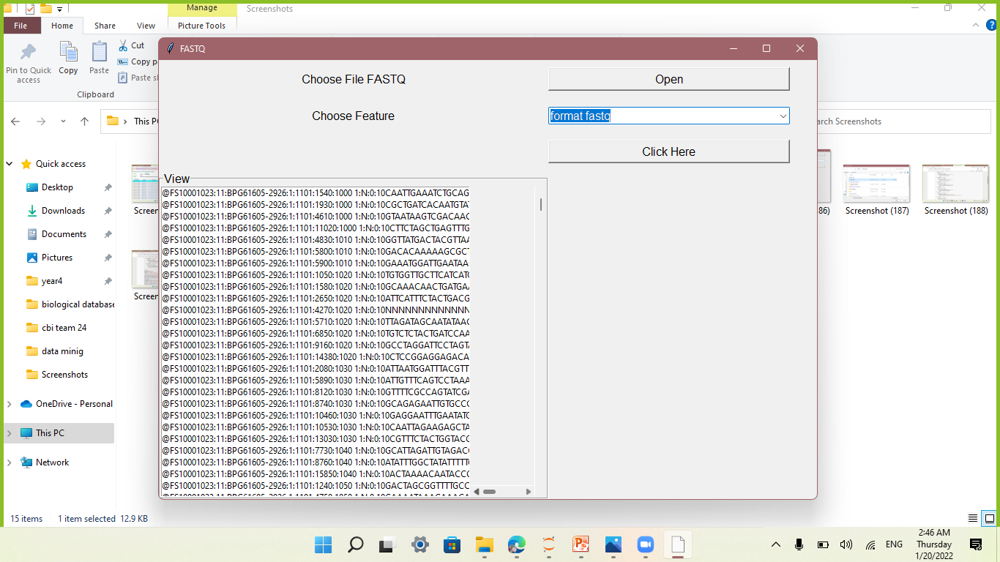 Manage
Screenshots
File
Home
Share
View
Picture Tools
Pin to Quick
access
Copy
Paste
Cut
Copy
Paste
Clipboard
FASTQ
Choose File FASTQ
Open
Choose Feature
format fastq
Click Here
This PC
Screenshots
View
@FS10001023:11:BPG61605-2926:1:1101:1540:1000 1:N:0:10CAATTGAAATCTGCAG
@FS10001023:11:BPG61605-2926:1:1101:1930:1000 1:N:0:10CGCTGATCACAATGTA
@FS10001023:11:BPG61605-2926:1:1101:4610:1000 1:N:0:10GTAATAAGTCGACAAC
@FS10001023:11:BPG61605-2926:1:1101:11020:1000 1:N:0:10CTTCTAGCTGAGTTTG
@FS10001023:11:BPG61605-2926:1:1101:4830:1010 1:N:0:10GGTTATGACTACGTTAA
@FS10001023:11:BPG61605-2926:1:1101:5800:1010 1:N:0:10GACACAAAAAGCGCT
@FS10001023:11:BPG61605-2926:1:1101:5900:1010 1:N:0:10GAAATGGATTGAATAA
@FS10001023:11:BPG61605-2926:1:1101:1050:1020 1:N:0:10TGTGGTTGCTTCATCAT
@FS10001023:11:BPG61605-2926:1:1101:1580:1020 1:N:0:10GCAAACAACTGATGAA
@FS10001023:11:BPG61605-2926:1:1101:2650:1020 1:N:0:10ATTCATTTCTACTGACG
@FS10001023:11:BPG61605-2926:1:1101:4270:1020 1:N:0:10NNNNNNNNNNNNN
@FS10001023:11:BPG61605-2926:1:1101:5710:1020 1:N:0:10TTAGATAGCAATATAAC
@FS10001023:11:BPG61605-2926:1:1101:6850:1020 1:N:0:10TGTCTCTACTGATCCAA
@FS10001023:11:BPG61605-2926:1:1101:9160:1020 1:N:0:10GCCTAGGATTCCTAGTA
@FS10001023:11:BPG61605-2926:1:1101:14380:1020 1:N:0:10CTCCGGAGGAGACA
@FS10001023:11:BPG61605-2926:1:1101:2080:1030 1:N:0:10ATTAATGGATTTACGTT
@FS10001023:11:BPG61605-2926:1:1101:5890:1030 1:N:0:10ATTGTTTCAGTCCTAAA
@FS10001023:11:BPG61605-2926:1:1101:8120:1030 1:N:0:10GTTTTCGCCAGTATCGA
@FS10001023:11:BPG61605-2926:1:1101:8740:1030 1:N:0:10GCAGAGAATTGTGCCC
@FS10001023:11:BPG61605-2926:1:1101:10460:1030 1:N:0:10GAGGAATTTGAATATG
@FS10001023:11:BPG61605-2926:1:1101:10530:1030 1:N:0:10CAATTAGAAGAGCTA
@FS10001023:11:BPG61605-2926:1:1101:13030:1030 1:N:0:10CGTTTCTACTGGTACG
@FS10001023:11:BPG61605-2926:1:1101:7730:1040 1:N:0:10GCATTAGATTGTAGAC
@FS10001023:11:BPG61605-2926:1:1101:8760:1040 1:N:0:10ATATTTGGCTATATTTTT
@FS10001023:11:BPG61605-2926:1:1101:15850:1040 1:N:0:10ACTAAAACAATACCC
@FS10001023:11:BPG61605-2926:1:1101:1240:1050 1:N:0:10GACTAGCGGTTTTGCC
Quick access
Desktop
Downloads
Documents
Pictures
year4
biological database
cbi team 24
data minig
Screenshots
OneDrive - Personal
This PC
Network
Screen
86)
Screenshot (187)
Screenshot (188)
Screen
15 items
1 item selected 12.9 KB
ENG
2:46 AM
Thursday
1/20/2022